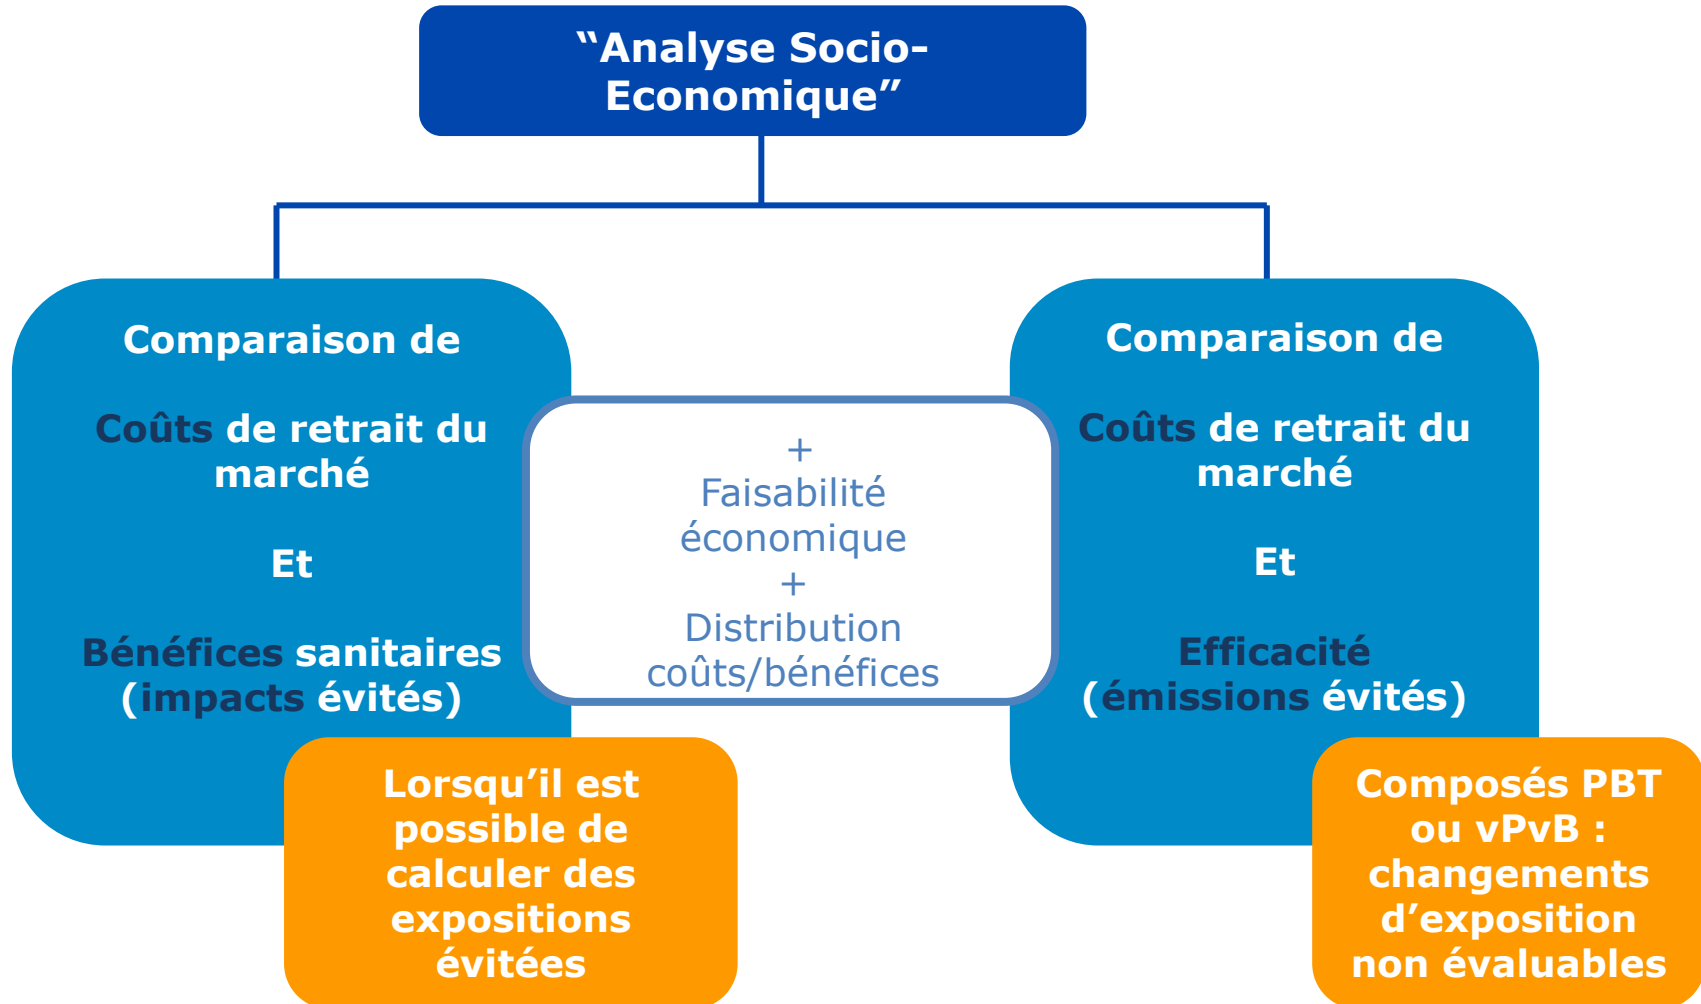 “Analyse Socio-
Economique”
Comparaison de
Coûts de retrait du
marché
Et
Bénéfices sanitaires
(impacts évités)
Lorsqu’il est
possible de
calculer des
expositions
évitées
+
Faisabilité
économique
+
Distribution
coûts/bénéfices
Comparaison de
Coûts de retrait du
marché
Et
Efficacité
(émissions évités)
Composés PBT
ou vPvB :
changements
d’exposition
non évaluables